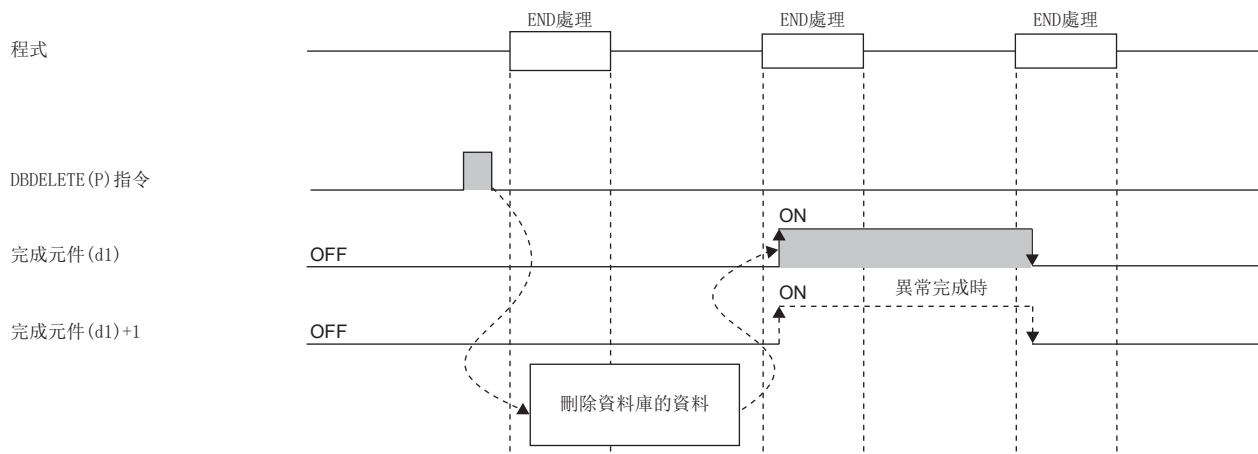 END處理 END處理 END處理
程式
DBDELETE(P)指令
ON
完成元件(d1) OFF
ON 異常完成時
完成元件(d1)+1 OFF
刪除資料庫的資料